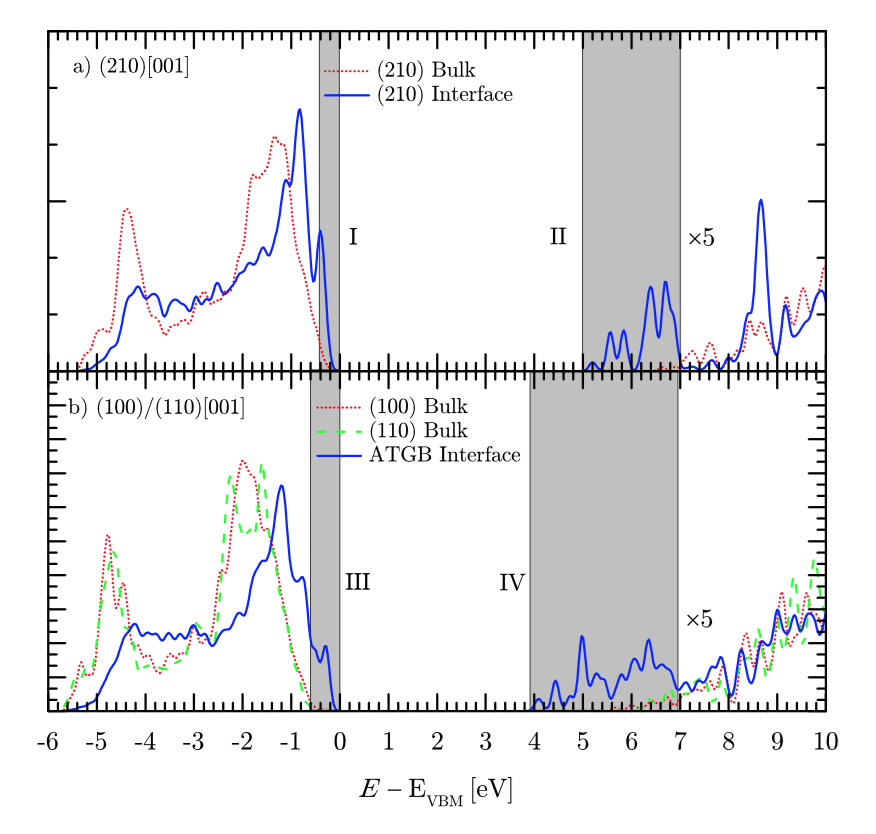 a) (210)[001]
(210) Bulk
(210) Interface
I
II
×5
b) (100)/(110)[001]
(100) Bulk
(110) Bulk
ATGB Interface
III
IV
×5
-6 -5 -4 -3 -2 -1 0 1 2 3 4 5 6 7 8 9 10
E − E_VBM [eV]